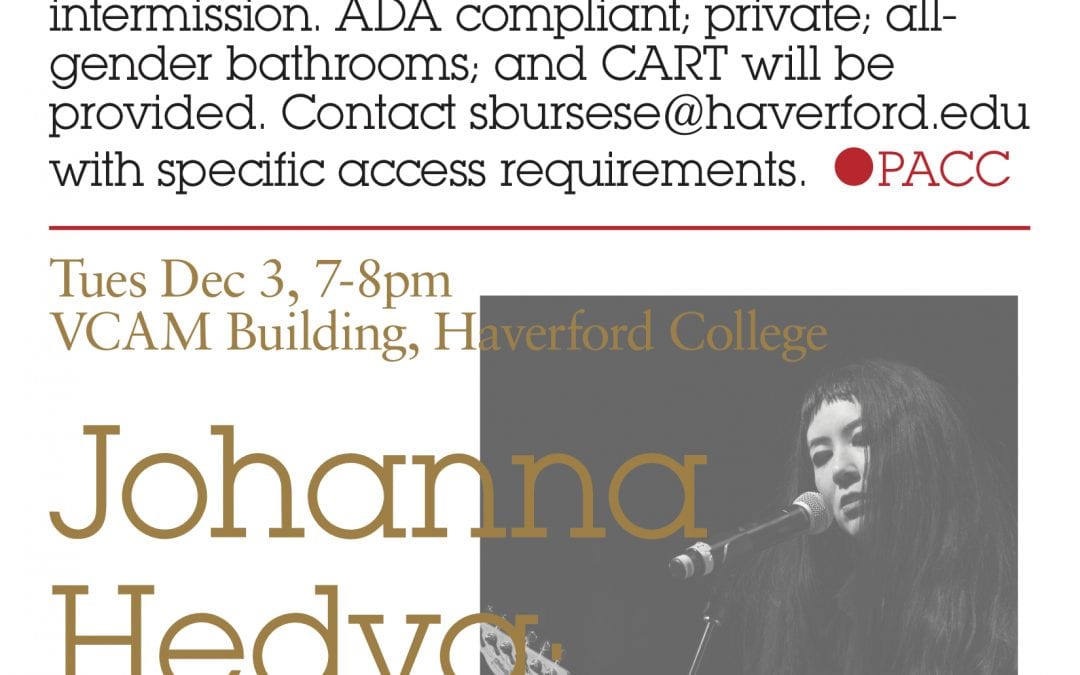 intermission. ADA compliant; private; all-
gender bathrooms; and CART will be
provided. Contact sbursese@haverford.edu
with specific access requirements. ●PACC
Tues Dec 3, 7-8pm
VCAM Building, Haverford College
Johanna
Hedva: